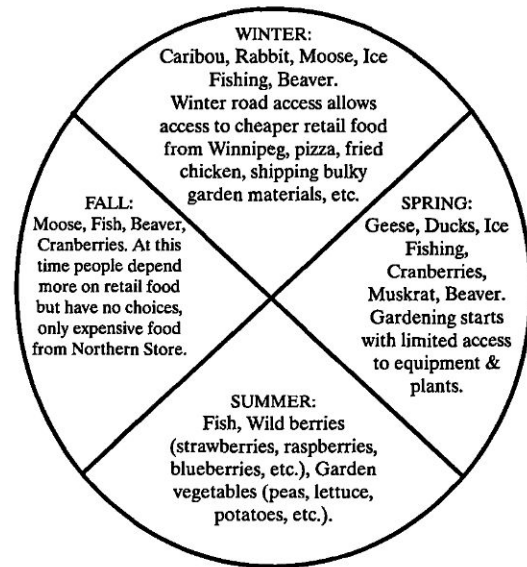 WINTER:
Caribou, Rabbit, Moose, Ice
Fishing, Beaver.
Winter road access allows
access to cheaper retail food
from Winnipeg, pizza, fried
chicken, shipping bulky
garden materials, etc.
FALL:
Moose, Fish, Beaver,
Cranberries. At this
time people depend
more on retail food
but have no choices,
only expensive food
from Northern Store.
SPRING:
Geese, Ducks, Ice
Fishing,
Cranberries,
Muskrat, Beaver.
Gardening starts
with limited access
to equipment &
plants.
SUMMER:
Fish, Wild berries
(strawberries, raspberries,
blueberries, etc.), Garden
vegetables (peas, lettuce,
potatoes, etc.).